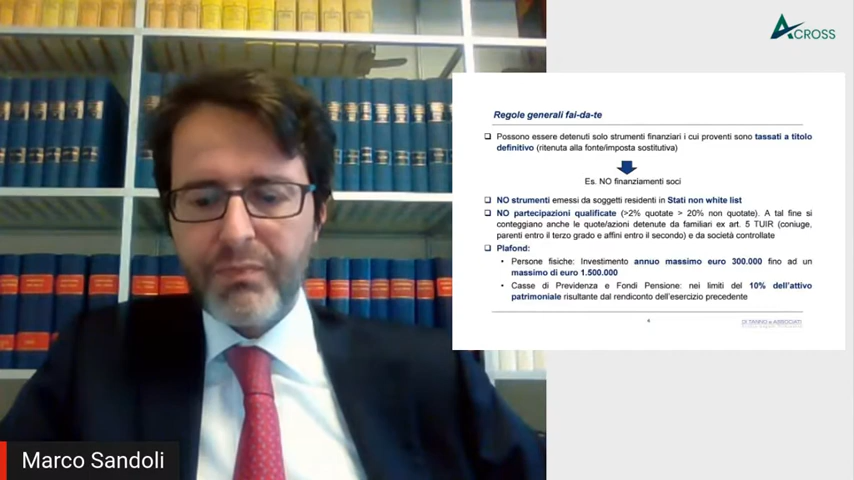 ACROSS
Regole generali fai-da-te
❑ Possono essere detenuti solo strumenti finanziari i cui proventi sono tassati a titolo
definitivo (ritenuta alla fonte/imposta sostitutiva)
Es. NO finanziamenti soci
❑ NO strumenti emessi da soggetti residenti in Stati non white list
❑ NO partecipazioni qualificate (>2% quotate > 20% non quotate). A tal fine si
conteggiano anche le quote/azioni detenute da familiari ex art. 5 TUIR (coniuge,
parenti entro il terzo grado e affini entro il secondo) e da società controllate
❑ Plafond:
• Persone fisiche: Investimento annuo massimo euro 300.000 fino ad un
massimo di euro 1.500.000
• Casse di Previdenza e Fondi Pensione: nei limiti del 10% dell'attivo
patrimoniale risultante dal rendiconto dell'esercizio precedente
4
DI TANNO e ASSOCIATI
Marco Sandoli